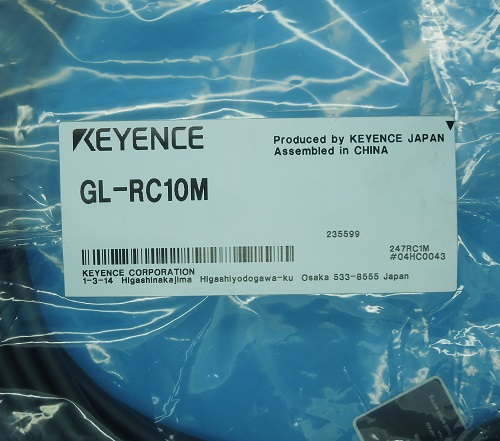 KEYENCE
Produced by KEYENCE JAPAN
Assembled in CHINA
GL-RC10M
235599
247RC1M
#04HC0043
KEYENCE CORPORATION
1-3-14 Higashinakajima Higashiyodogawa-ku Osaka 533-8555 Japan